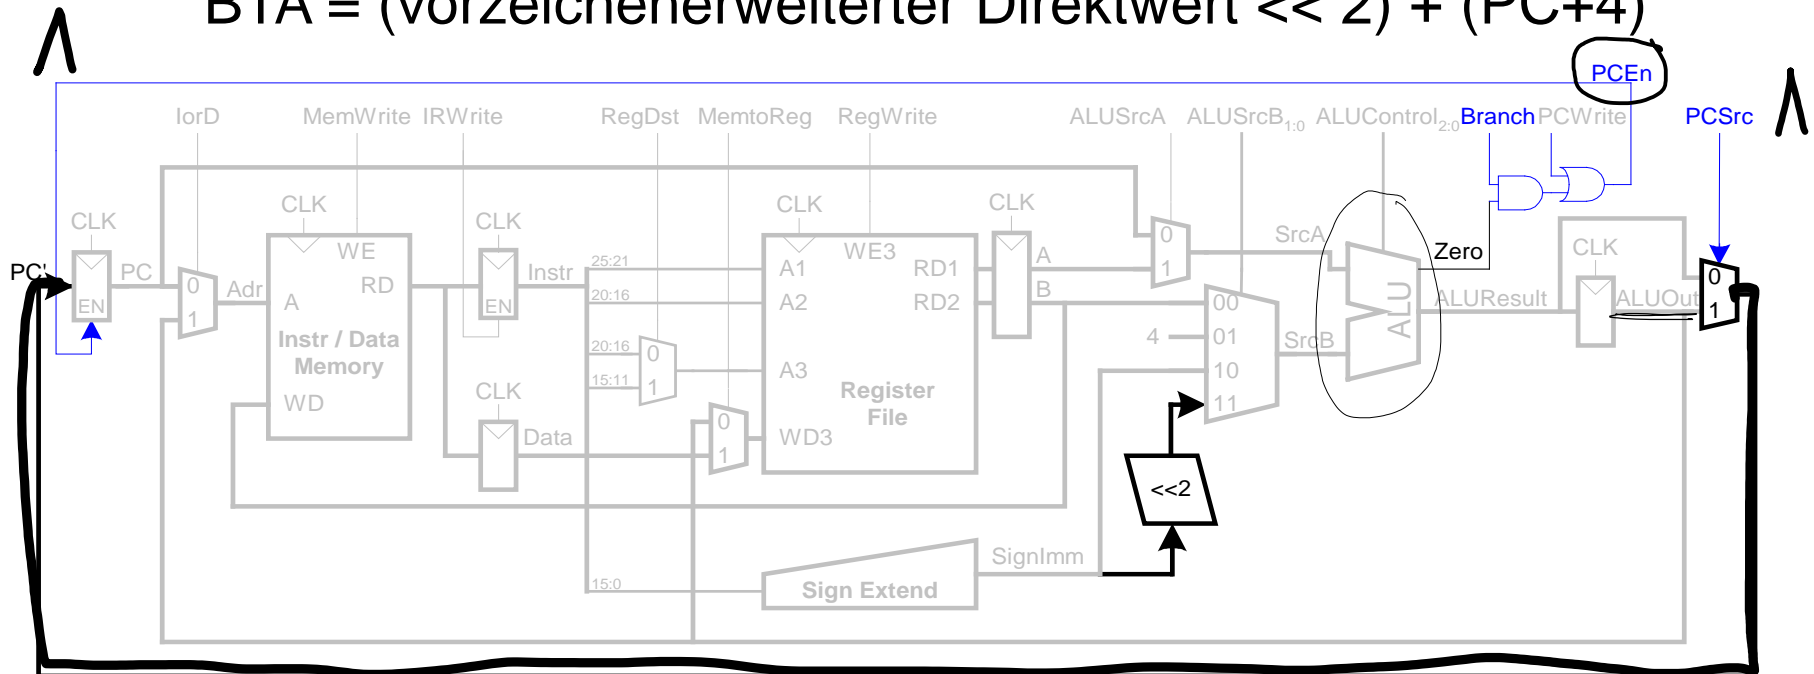 BTA = (vorzeichenerweiterter Direktwert << 2) + (PC+4)
PCEn
IorD MemWrite IRWrite RegDst MemtoReg RegWrite ALUSrcA ALUSrcB1:0 ALUControl2:0 Branch PCWrite PCSrc
CLK CLK CLK CLK CLK
WE WE3 0 SrcA Zero CLK
PC' PC 0 Adr A RD Instr 25:21 A1 RD1 A 1 0
EN 1 EN 20:16 A2 RD2 B 00 ALU ALUResult ALUOut 1
Instr / Data 4 01 SrcB
Memory 20:16 0 A3 10
15:11 1 Register
CLK File 11
WD 0
Data 1 WD3
<<2
SignImm
15:0 Sign Extend